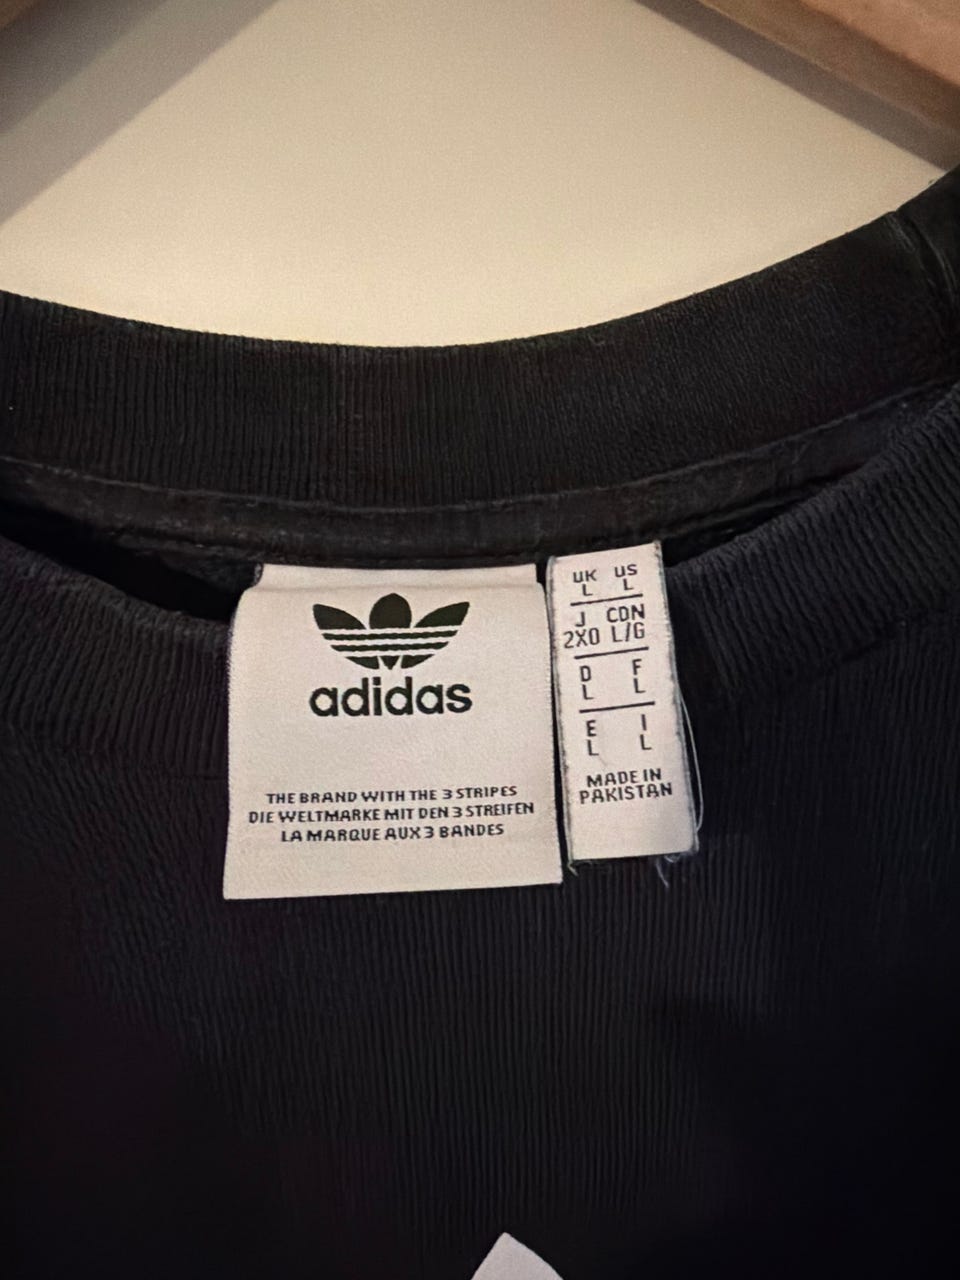 adidas
THE BRAND WITH THE 3 STRIPES
DIE WELTMARKE MIT DEN 3 STREIFEN
LA MARQUE AUX 3 BANDES
UK US
L L
J CDN
2XO L/G
D F
L L
E I
L L
MADE IN
PAKISTAN